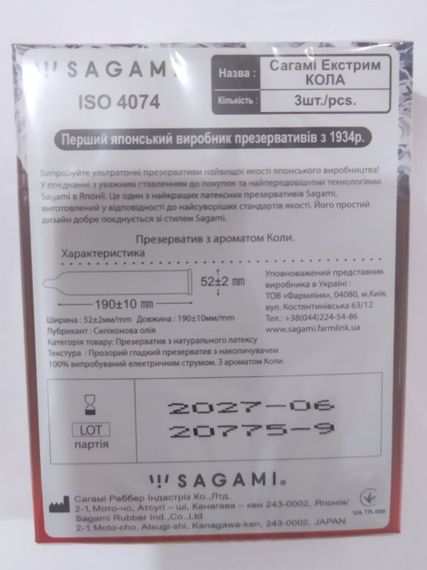 SAGAMI
ISO 4074
Назва : Сагамі Екстрим КОЛА
Кількість : 3шт./pcs.
Перший японський виробник презервативів з 1934р.
Випробуйте ультратонкі презервативи найвищої якості японського виробництва!
У поєднанні з уважним ставленням до покупок та найпередовішими технологіями
Sagami в Японії. Це один з найкращих латексних презервативів Sagami,
виготовлений у відповідності до найсуворіших стандартів якості. Його простий
дизайн добре поєднується зі стилем Sagami.
Презерватив з ароматом Коли.
Характеристика
52±2 mm
190±10 mm
Ширина : 52±2мм/mm Довжина : 190±10мм/mm
Лубрикант : Силіконова олія
Категорія товару: Презерватив з натурального латексу
Текстура : Прозорий гладкий презерватив з накопичувачем
100% випробуваний електричним струмом. З ароматом Коли.
Уповноважений представник
виробника в Україні :
ТОВ "Фармлінк", 04080, м.Київ,
вул. Костянтинівська 63/12
Тел.: +38(044)224-54-86
www.sagami.farmlink.ua
2027-06
LOT
партія
20775-9
SAGAMI®
Сагамі Раббер Індастріз Ко.,Лтд.
2-1, Мото-чо, Атсугі – ші, Канагава – кен 243-0002, Японія/
Sagami Rubber Ind.,Co.,Ltd.
2-1, Moto-cho, Atsugi-shi, Kanagawa-ken, 243-0002, JAPAN
UA.TR.099